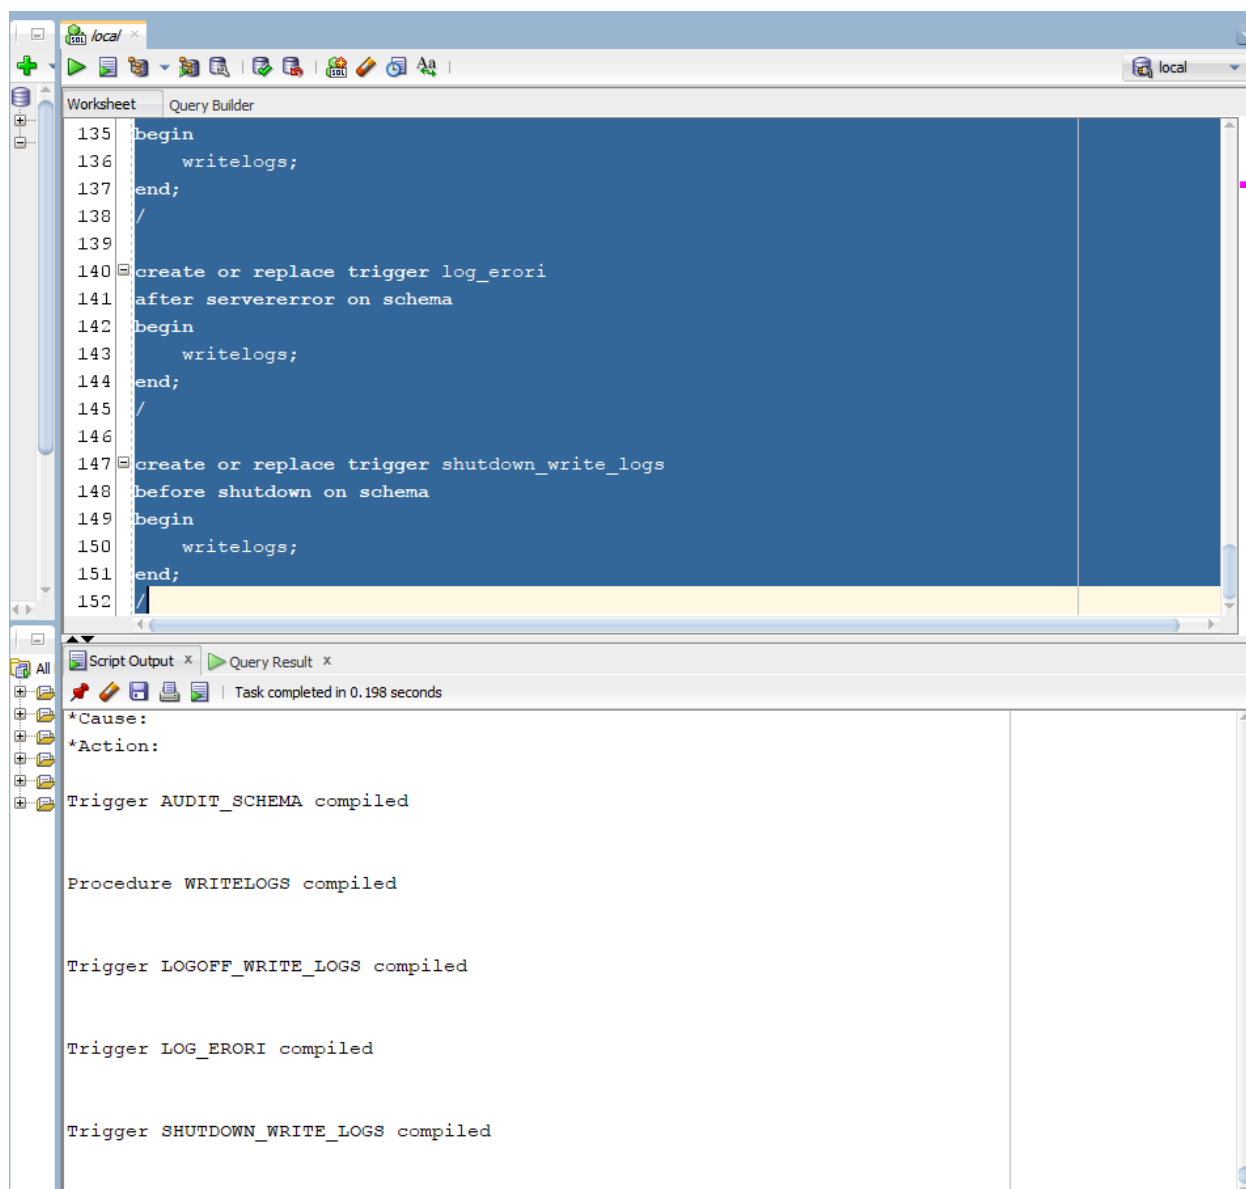 local
local
Worksheet Query Builder
135 begin
136 writelogs;
137 end;
138 /
139
140 create or replace trigger log_erori
141 after servererror on schema
142 begin
143 writelogs;
144 end;
145 /
146
147 create or replace trigger shutdown_write_logs
148 before shutdown on schema
149 begin
150 writelogs;
151 end;
152 /
All
Script Output x Query Result x
Task completed in 0.198 seconds
*Cause:
*Action:
Trigger AUDIT_SCHEMA compiled
Procedure WRITELOGS compiled
Trigger LOGOFF_WRITE_LOGS compiled
Trigger LOG_ERORI compiled
Trigger SHUTDOWN_WRITE_LOGS compiled